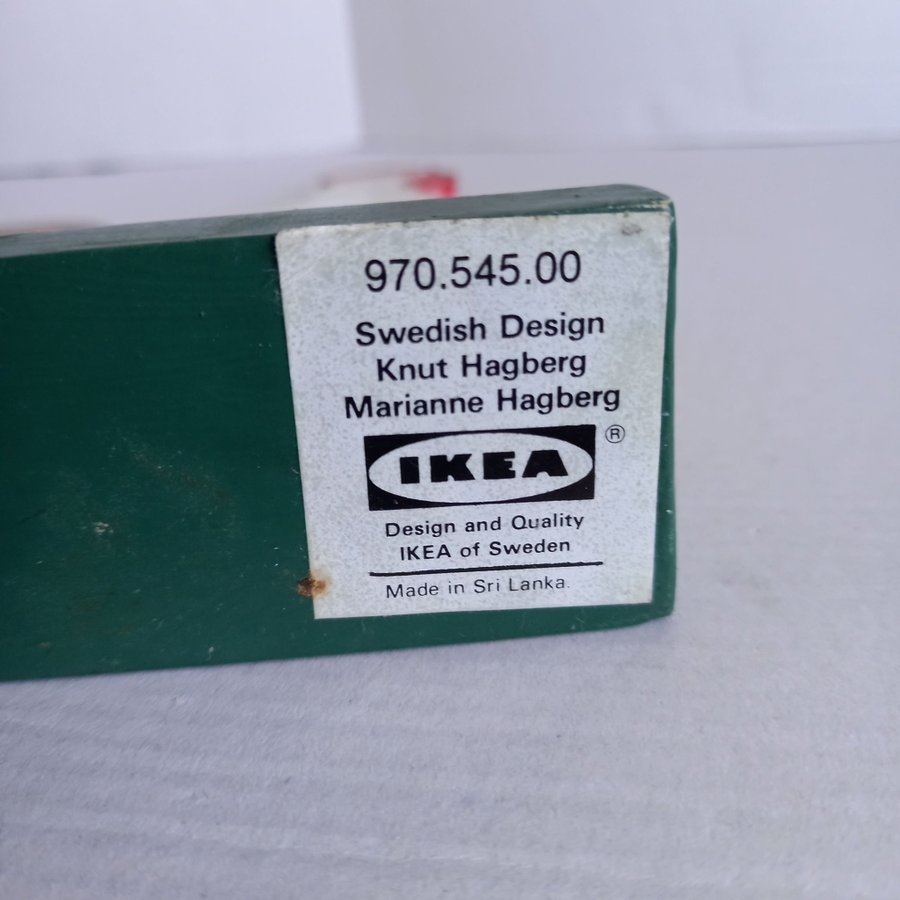 970.545.00
Swedish Design
Knut Hagberg
Marianne Hagberg
IKEA ®
Design and Quality
IKEA of Sweden
Made in Sri Lanka.